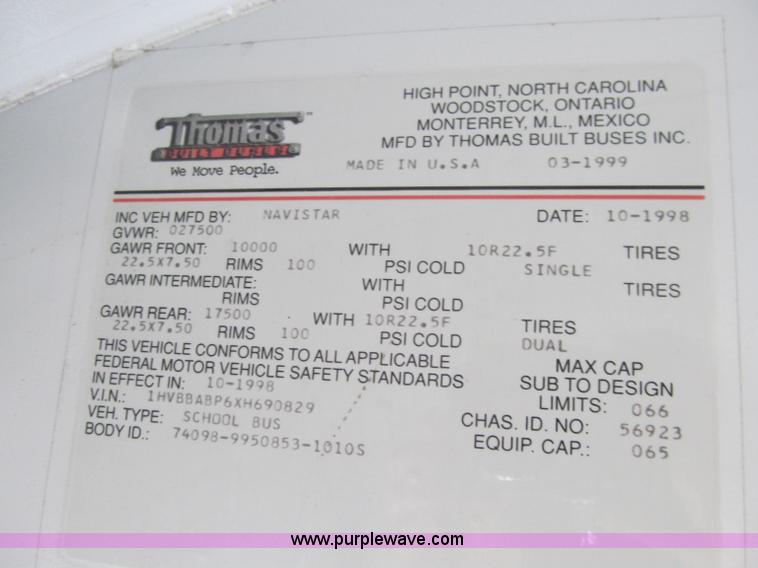 Thomas™
BUILT BUSES®
We Move People.
HIGH POINT, NORTH CAROLINA
WOODSTOCK, ONTARIO
MONTERREY, M.L., MEXICO
MFD BY THOMAS BUILT BUSES INC.
MADE IN U.S.A 03-1999
INC VEH MFD BY: NAVISTAR DATE: 10-1998
GVWR: 027500
GAWR FRONT: 10000 WITH 10R22.5F TIRES
22.5X7.50 RIMS 100 PSI COLD SINGLE
GAWR INTERMEDIATE: WITH TIRES
RIMS PSI COLD
GAWR REAR: 17500 WITH 10R22.5F TIRES
22.5X7.50 RIMS 100 PSI COLD DUAL
THIS VEHICLE CONFORMS TO ALL APPLICABLE
FEDERAL MOTOR VEHICLE SAFETY STANDARDS
IN EFFECT IN: 10-1998
V.I.N.: 1HVBBABP6XH690829
VEH. TYPE: SCHOOL BUS
BODY ID.: 74098-9950853-1010S
MAX CAP
SUB TO DESIGN
LIMITS: 066
CHAS. ID. NO: 56923
EQUIP. CAP.: 065
www.purplewave.com